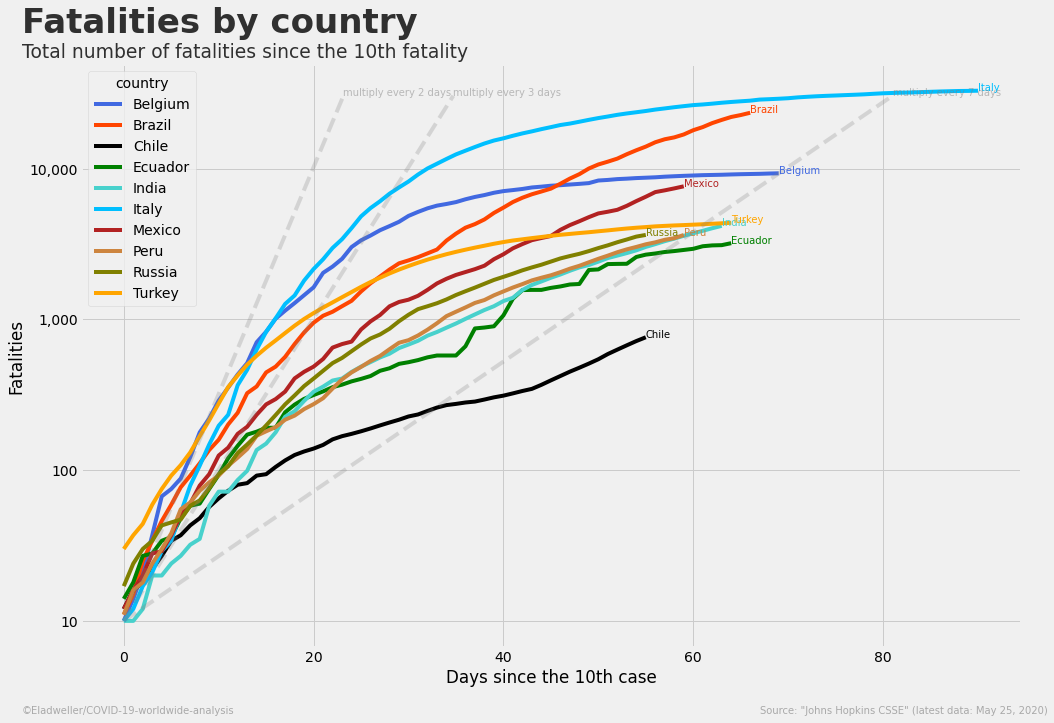 Fatalities by country
Total number of fatalities since the 10th fatality
country
Belgium
Brazil
Chile
Ecuador
India
Italy
Mexico
Peru
Russia
Turkey
multiply every 2 days
multiply every 3 days
multiply every 7 days
Italy
Brazil
Belgium
Mexico
Turkey
India
Russia
Peru
Ecuador
Chile
Fatalities
10,000
1,000
100
10
0
20
40
60
80
Days since the 10th case
©Eladweller/COVID-19-worldwide-analysis
Source: "Johns Hopkins CSSE" (latest data: May 25, 2020)